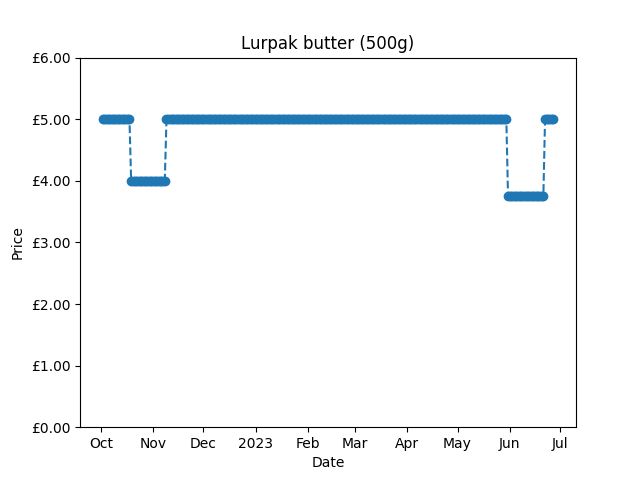 Lurpak butter (500g)
£6.00
£5.00
£4.00
£3.00
£2.00
£1.00
£0.00
Price
Oct Nov Dec 2023 Feb Mar Apr May Jun Jul
Date